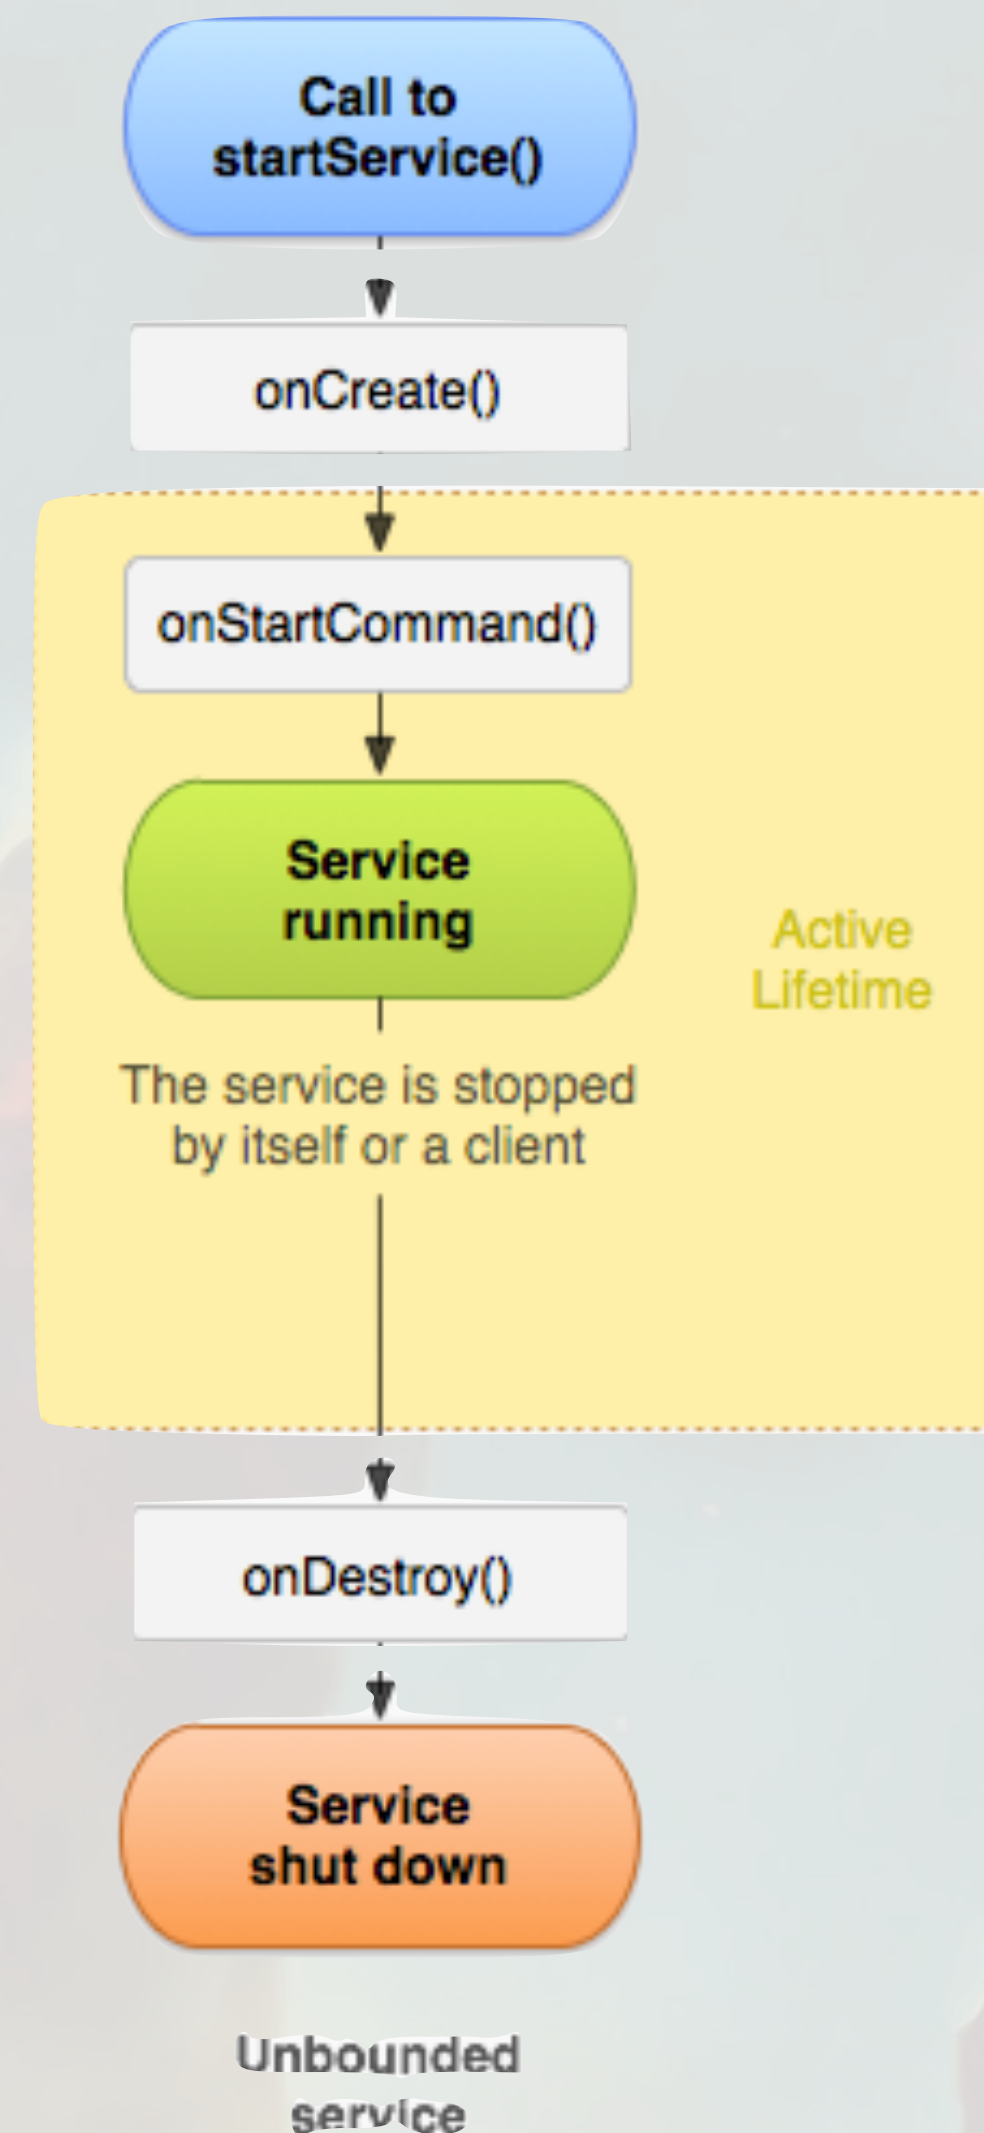 Call to
startService()
onCreate()
onStartCommand()
Service
running
Active
Lifetime
The service is stopped
by itself or a client
onDestroy()
Service
shut down
Unbounded
service